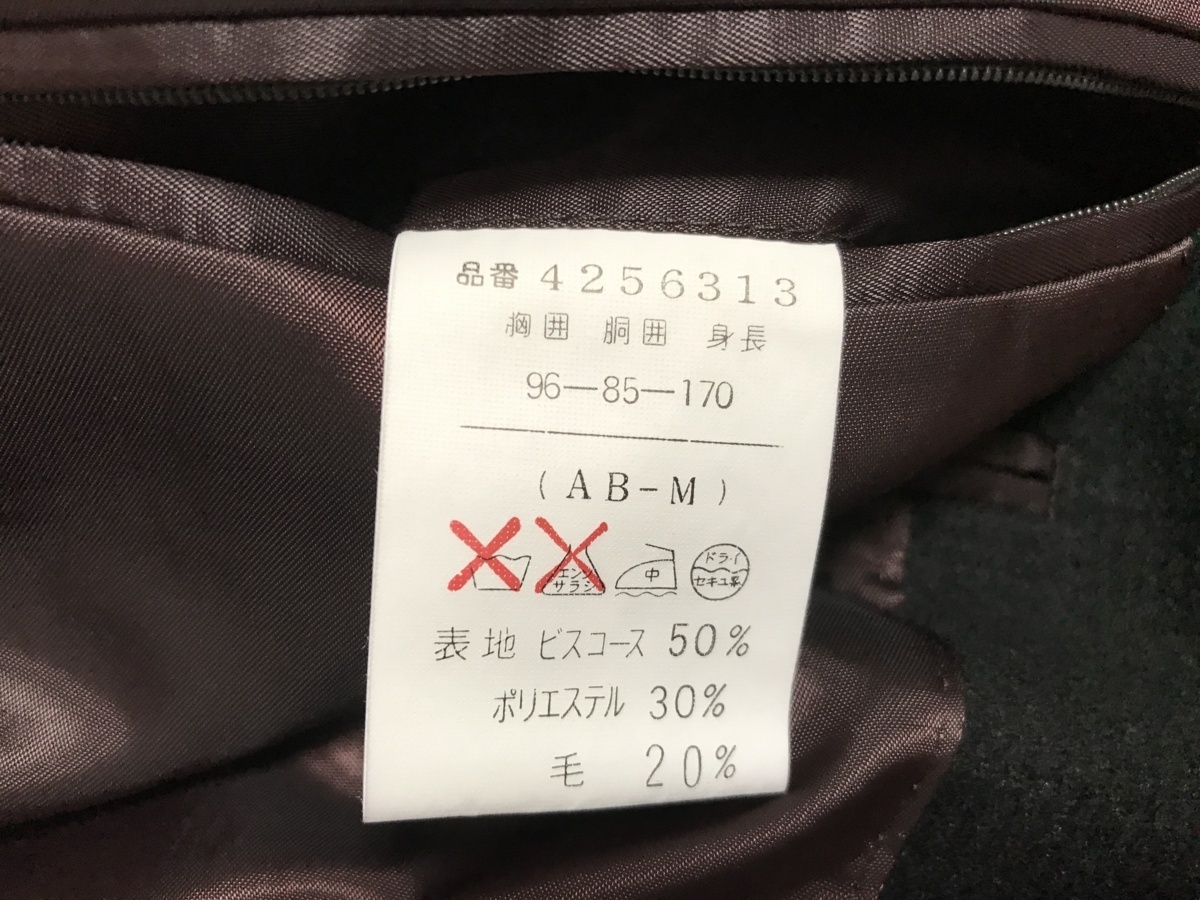 品番 4256313
胸囲 胴囲 身長
96—85—170
(AB-M)
エンソ サラシ 中 ドライ セキユ系
表地 ビスコース 50%
ポリエステル 30%
毛 20%